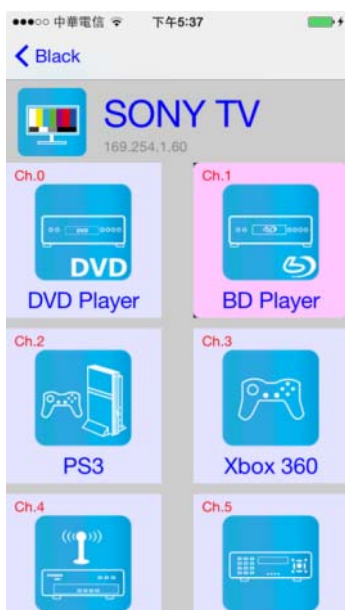 中華電信 下午5:37
Black
SONY TV
169.254.1.60
Ch.0 Ch.1
DVD
DVD Player BD Player
Ch.2 Ch.3
PS3 Xbox 360
Ch.4 Ch.5